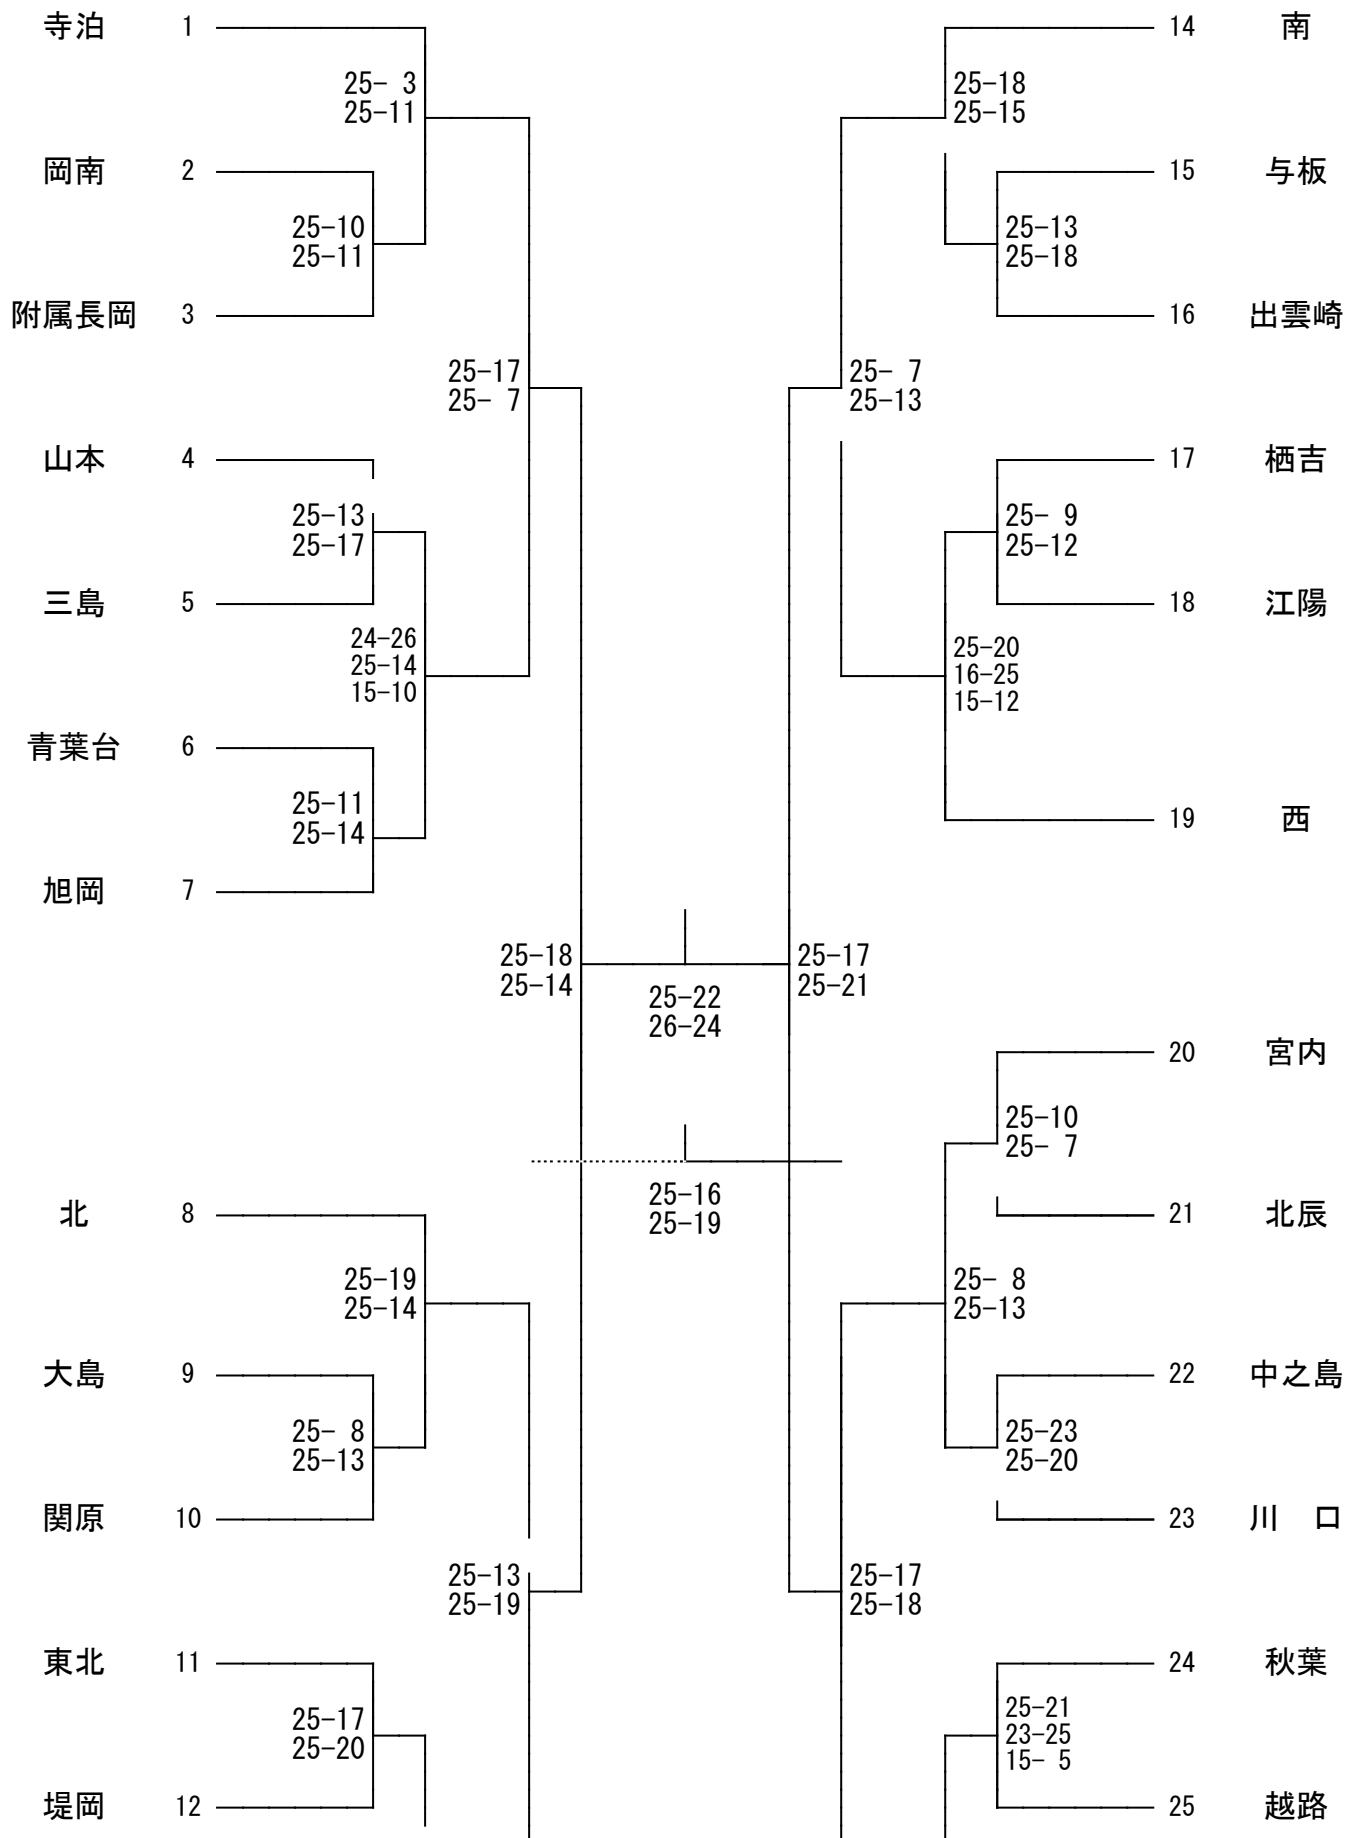 寺泊 1
14 南
25- 3
25-11
25-18
25-15
岡南 2
15 与板
25-10
25-11
25-13
25-18
附属長岡 3
16 出雲崎
25-17
25- 7
25- 7
25-13
山本 4
17 栖吉
25-13
25-17
25- 9
25-12
三島 5
18 江陽
24-26
25-14
15-10
25-20
16-25
15-12
青葉台 6
25-11
25-14
19 西
旭岡 7
25-18
25-14
25-22
26-24
25-17
25-21
20 宮内
25-10
25- 7
25-16
25-19
北 8
21 北辰
25-19
25-14
25- 8
25-13
大島 9
22 中之島
25- 8
25-13
25-23
25-20
関原 10
23 川　口
25-13
25-19
25-17
25-18
東北 11
24 秋葉
25-17
25-20
25-21
23-25
15- 5
堤岡 12
25 越路